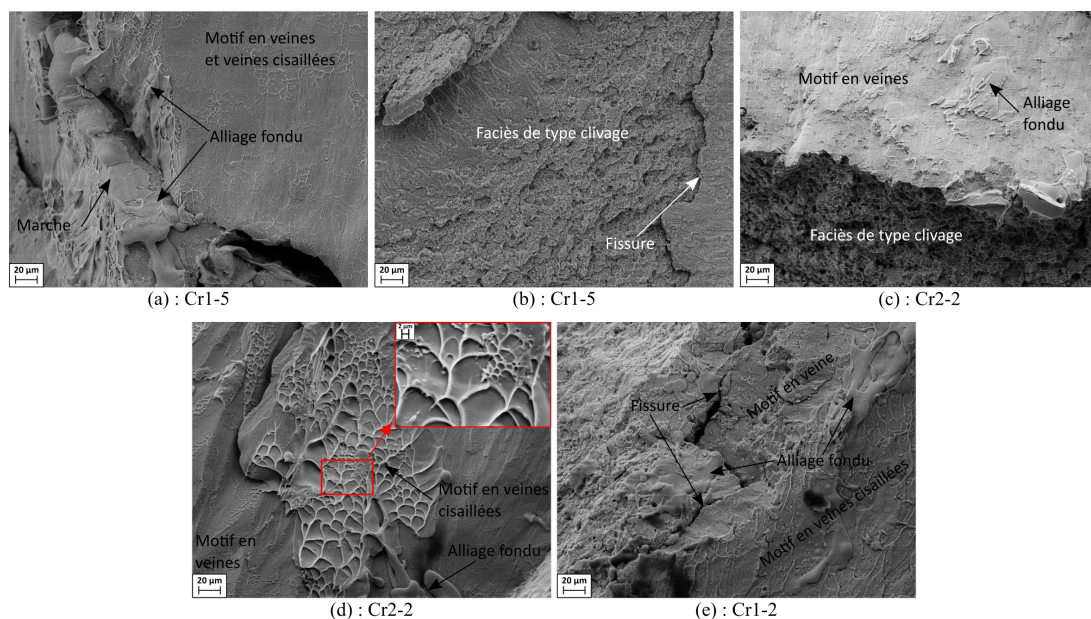 Motif en veines
et veines cisaillées
Alliage fondu
Marche
20 µm
(a) : Cr1-5
Faciès de type clivage
Fissure
20 µm
(b) : Cr1-5
Motif en veines
Alliage
fondu
Faciès de type clivage
20 µm
(c) : Cr2-2
2 µm
Motif en veines
cisaillées
Motif en
veines
Alliage fondu
20 µm
(d) : Cr2-2
Motif en veine
Fissure
Alliage fondu
Motif en veines cisaillées
20 µm
(e) : Cr1-2